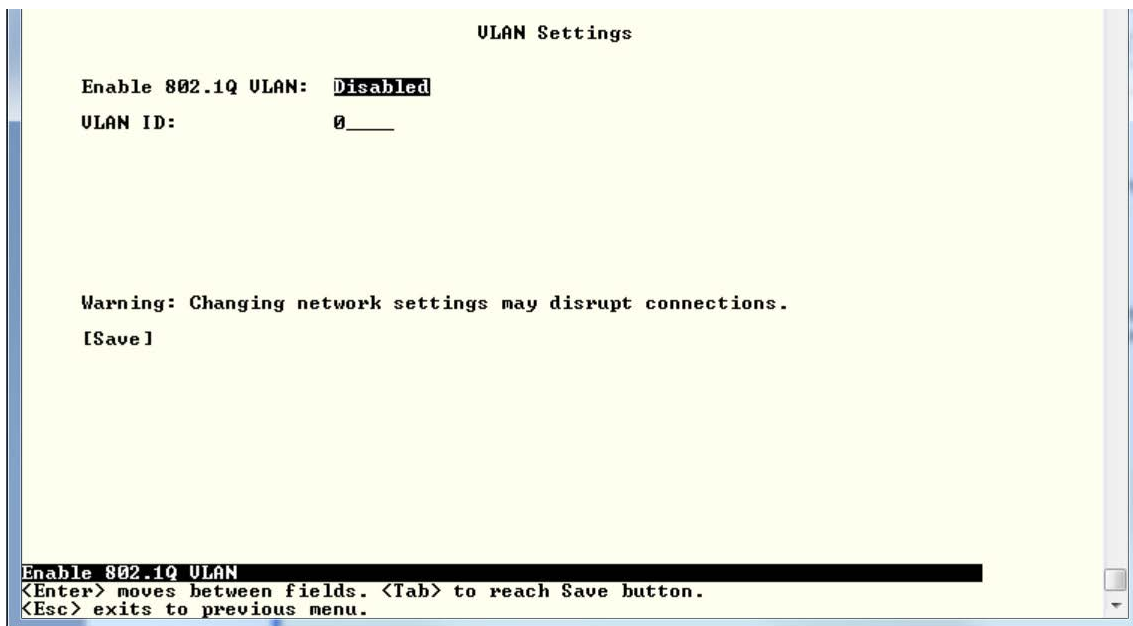 VLAN Settings
Enable 802.1Q VLAN: Disabled
VLAN ID: 0____
Warning: Changing network settings may disrupt connections.
[Save]
Enable 802.1Q VLAN
<Enter> moves between fields. <Tab> to reach Save button.
<Esc> exits to previous menu.